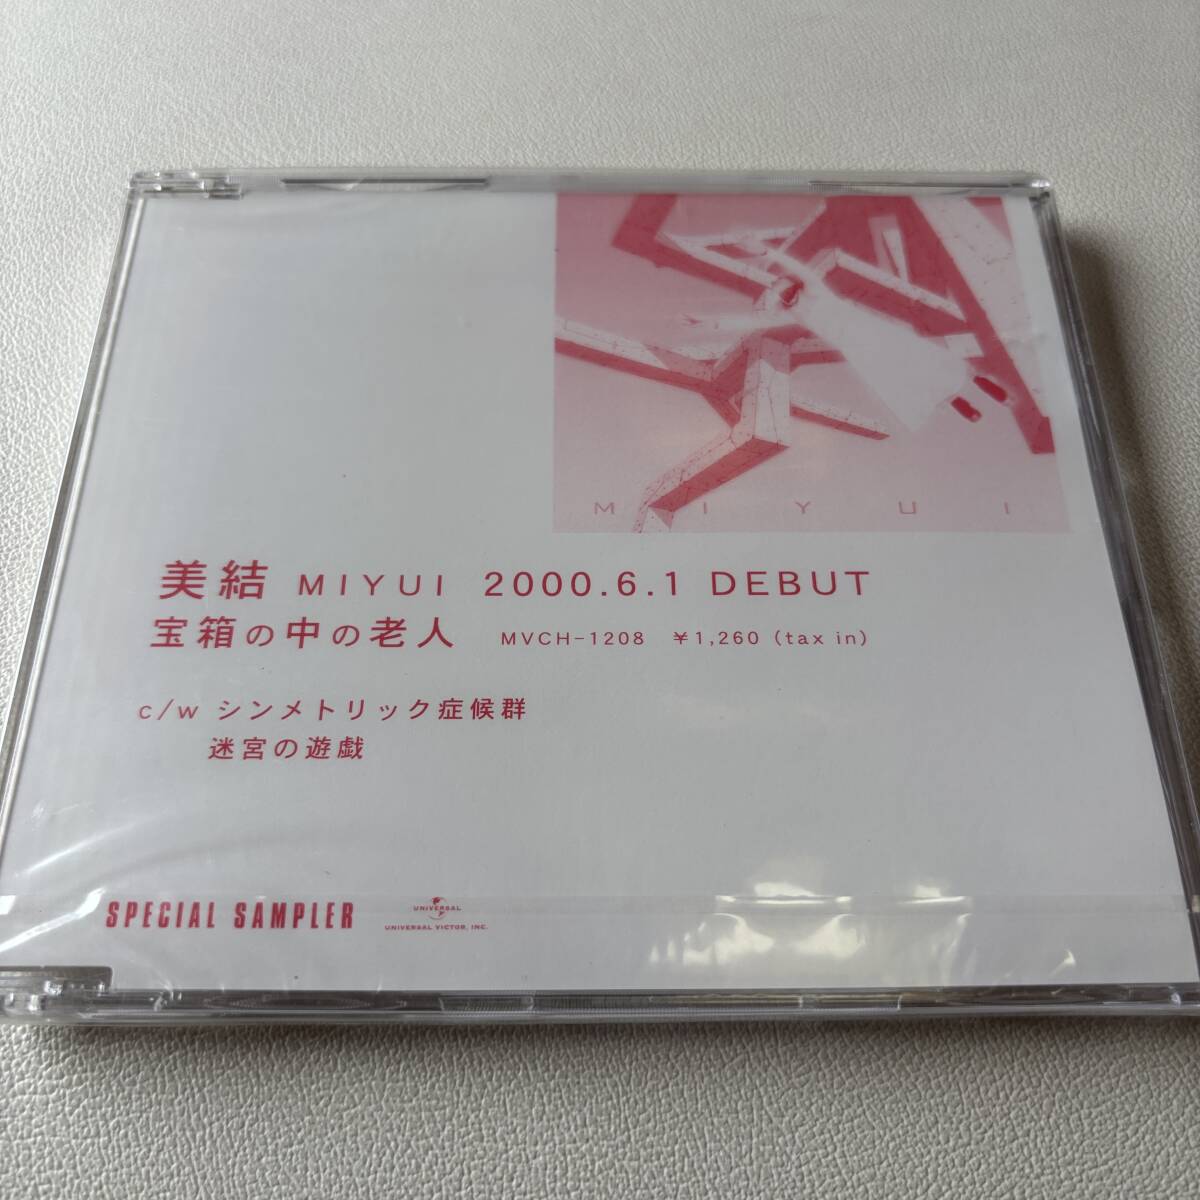 MIYUI
美結 MIYUI 2000.6.1 DEBUT
宝箱の中の老人 MVCH-1208 ¥1,260 (tax in)
c/w シンメトリック症候群
迷宮の遊戯
SPECIAL SAMPLER
UNIVERSAL
UNIVERSAL VICTOR, INC.